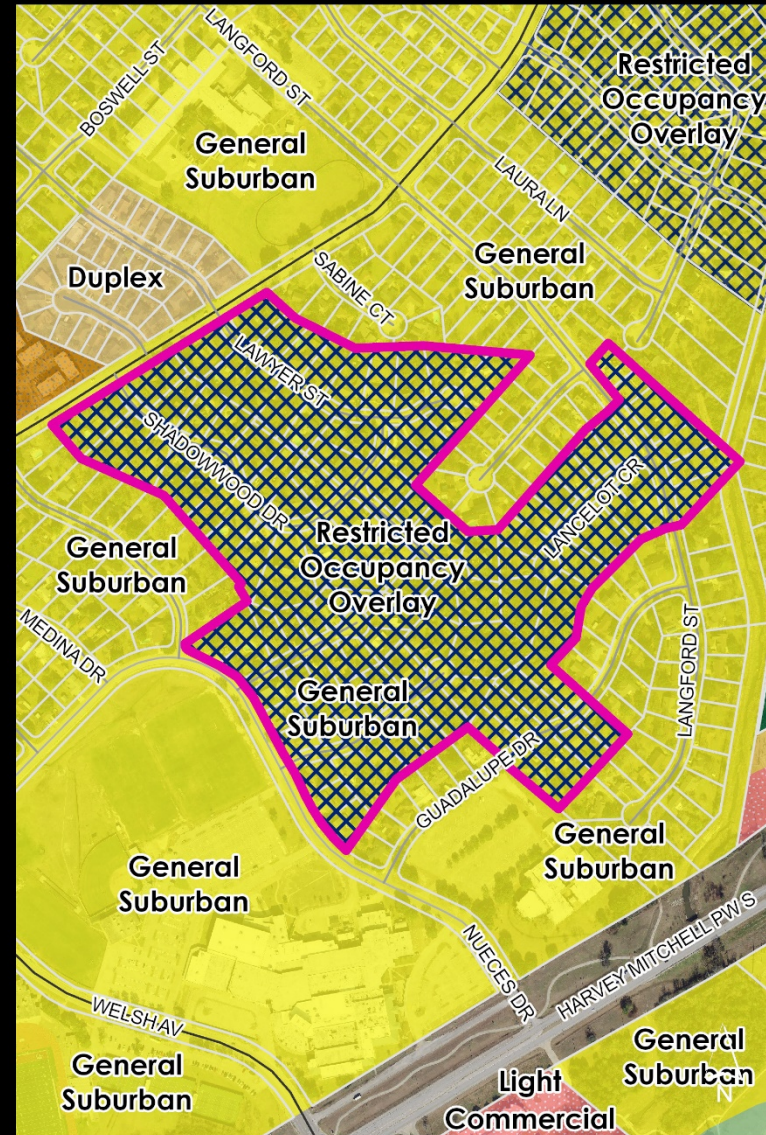 LANGFORD ST
BOSWELL ST
Restricted
Occupancy
Overlay
General
Suburban
LAURA LN
General
Suburban
SABINE CT
Duplex
LAWYER ST
SHADOWWOOD DR
LANCELOT CR
Restricted
Occupancy
Overlay
General
Suburban
MEDINA DR
LANGFORD ST
General
Suburban
GUADALUPE DR
General
Suburban
General
Suburban
NUECES DR
HARVEY MITCHELL PW S
WELSH AV
General
Suburban
General
Suburban
Light
Commercial
N